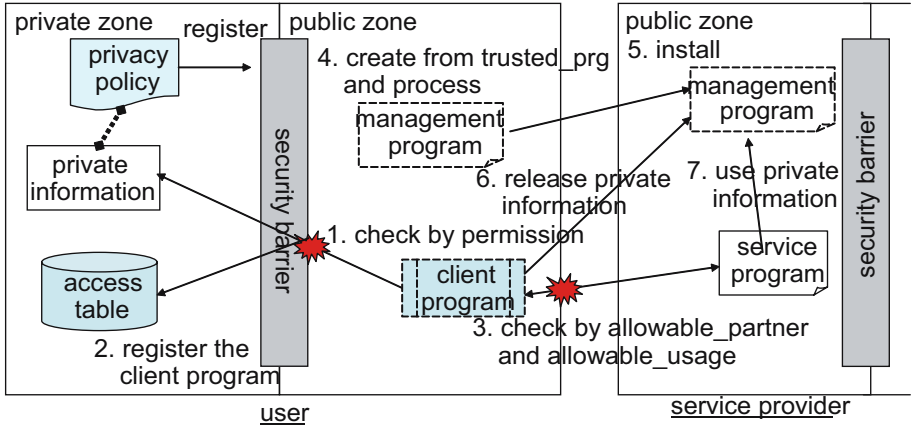 private zone
public zone
public zone
register
privacy
policy
4. create from trusted_prg
and process
5. install
management
program
management
program
security barrier
security barrier
private
information
6. release private
information
7. use private
information
1. check by permission
access
table
client
program
service
program
2. register the
client program
3. check by allowable_partner
and allowable_usage
user
service provider